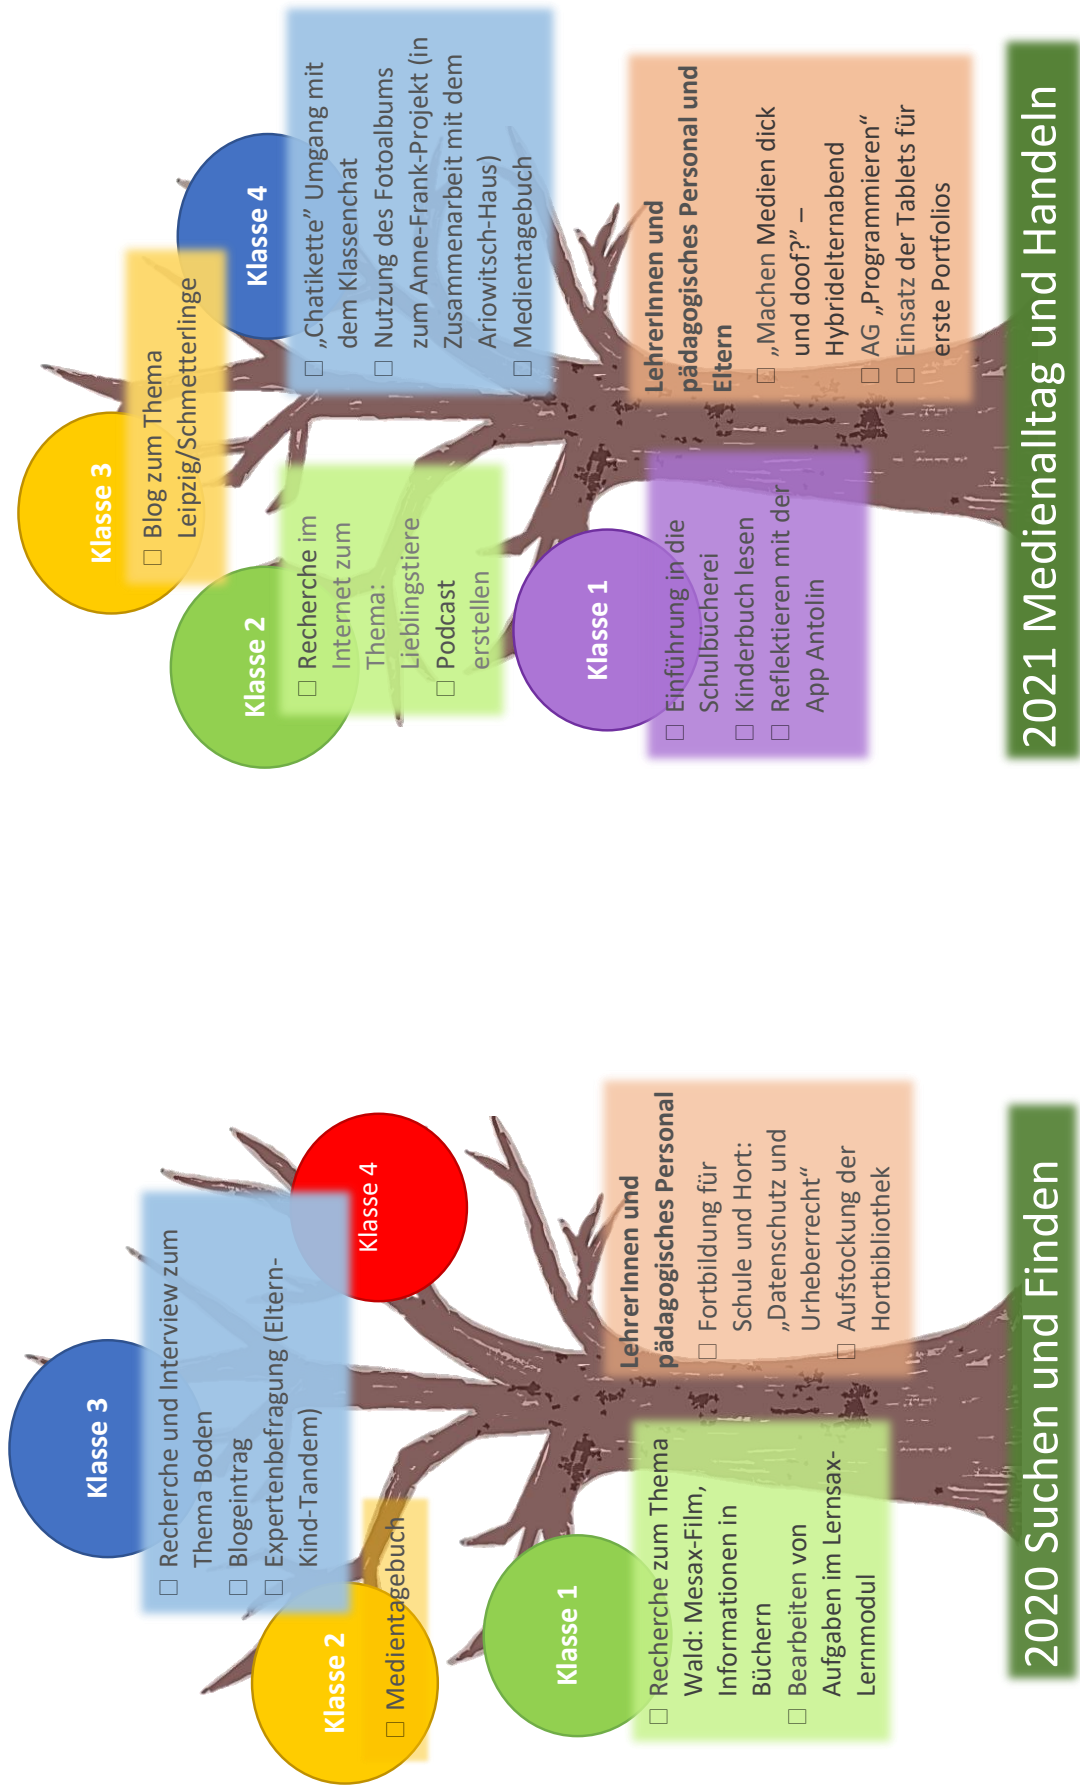 Klasse 3
☐ Recherche und Interview zum
Thema Boden
☐ Blogeintrag
☐ Expertenbefragung (Eltern-
Kind-Tandem)
Klasse 2
☐ Medientagebuch
Klasse 4
Klasse 1
☐ Recherche zum Thema
Wald: Mesax-Film,
Informationen in
Büchern
☐ Bearbeiten von
Aufgaben im Lernsax-
Lernmodul
LehrerInnen und
pädagogisches Personal
☐ Fortbildung für
Schule und Hort:
„Datenschutz und
Urheberrecht“
☐ Aufstockung der
Hortbibliothek
2020 Suchen und Finden
Klasse 3
☐ Blog zum Thema
Leipzig/Schmetterlinge
Klasse 2
☐ Recherche im
Internet zum
Thema:
Lieblingstiere
☐ Podcast
erstellen
Klasse 4
☐ „Chatikette” Umgang mit
dem Klassenchat
☐ Nutzung des Fotoalbums
zum Anne-Frank-Projekt (in
Zusammenarbeit mit dem
Ariowitsch-Haus)
☐ Medientagebuch
Klasse 1
☐ Einführung in die
Schulbücherei
☐ Kinderbuch lesen
☐ Reflektieren mit der
App Antolin
LehrerInnen und
pädagogisches Personal und
Eltern
☐ „Machen Medien dick
und doof?” –
Hybridelternabend
☐ AG „Programmieren“
☐ Einsatz der Tablets für
erste Portfolios
2021 Medienalltag und Handeln